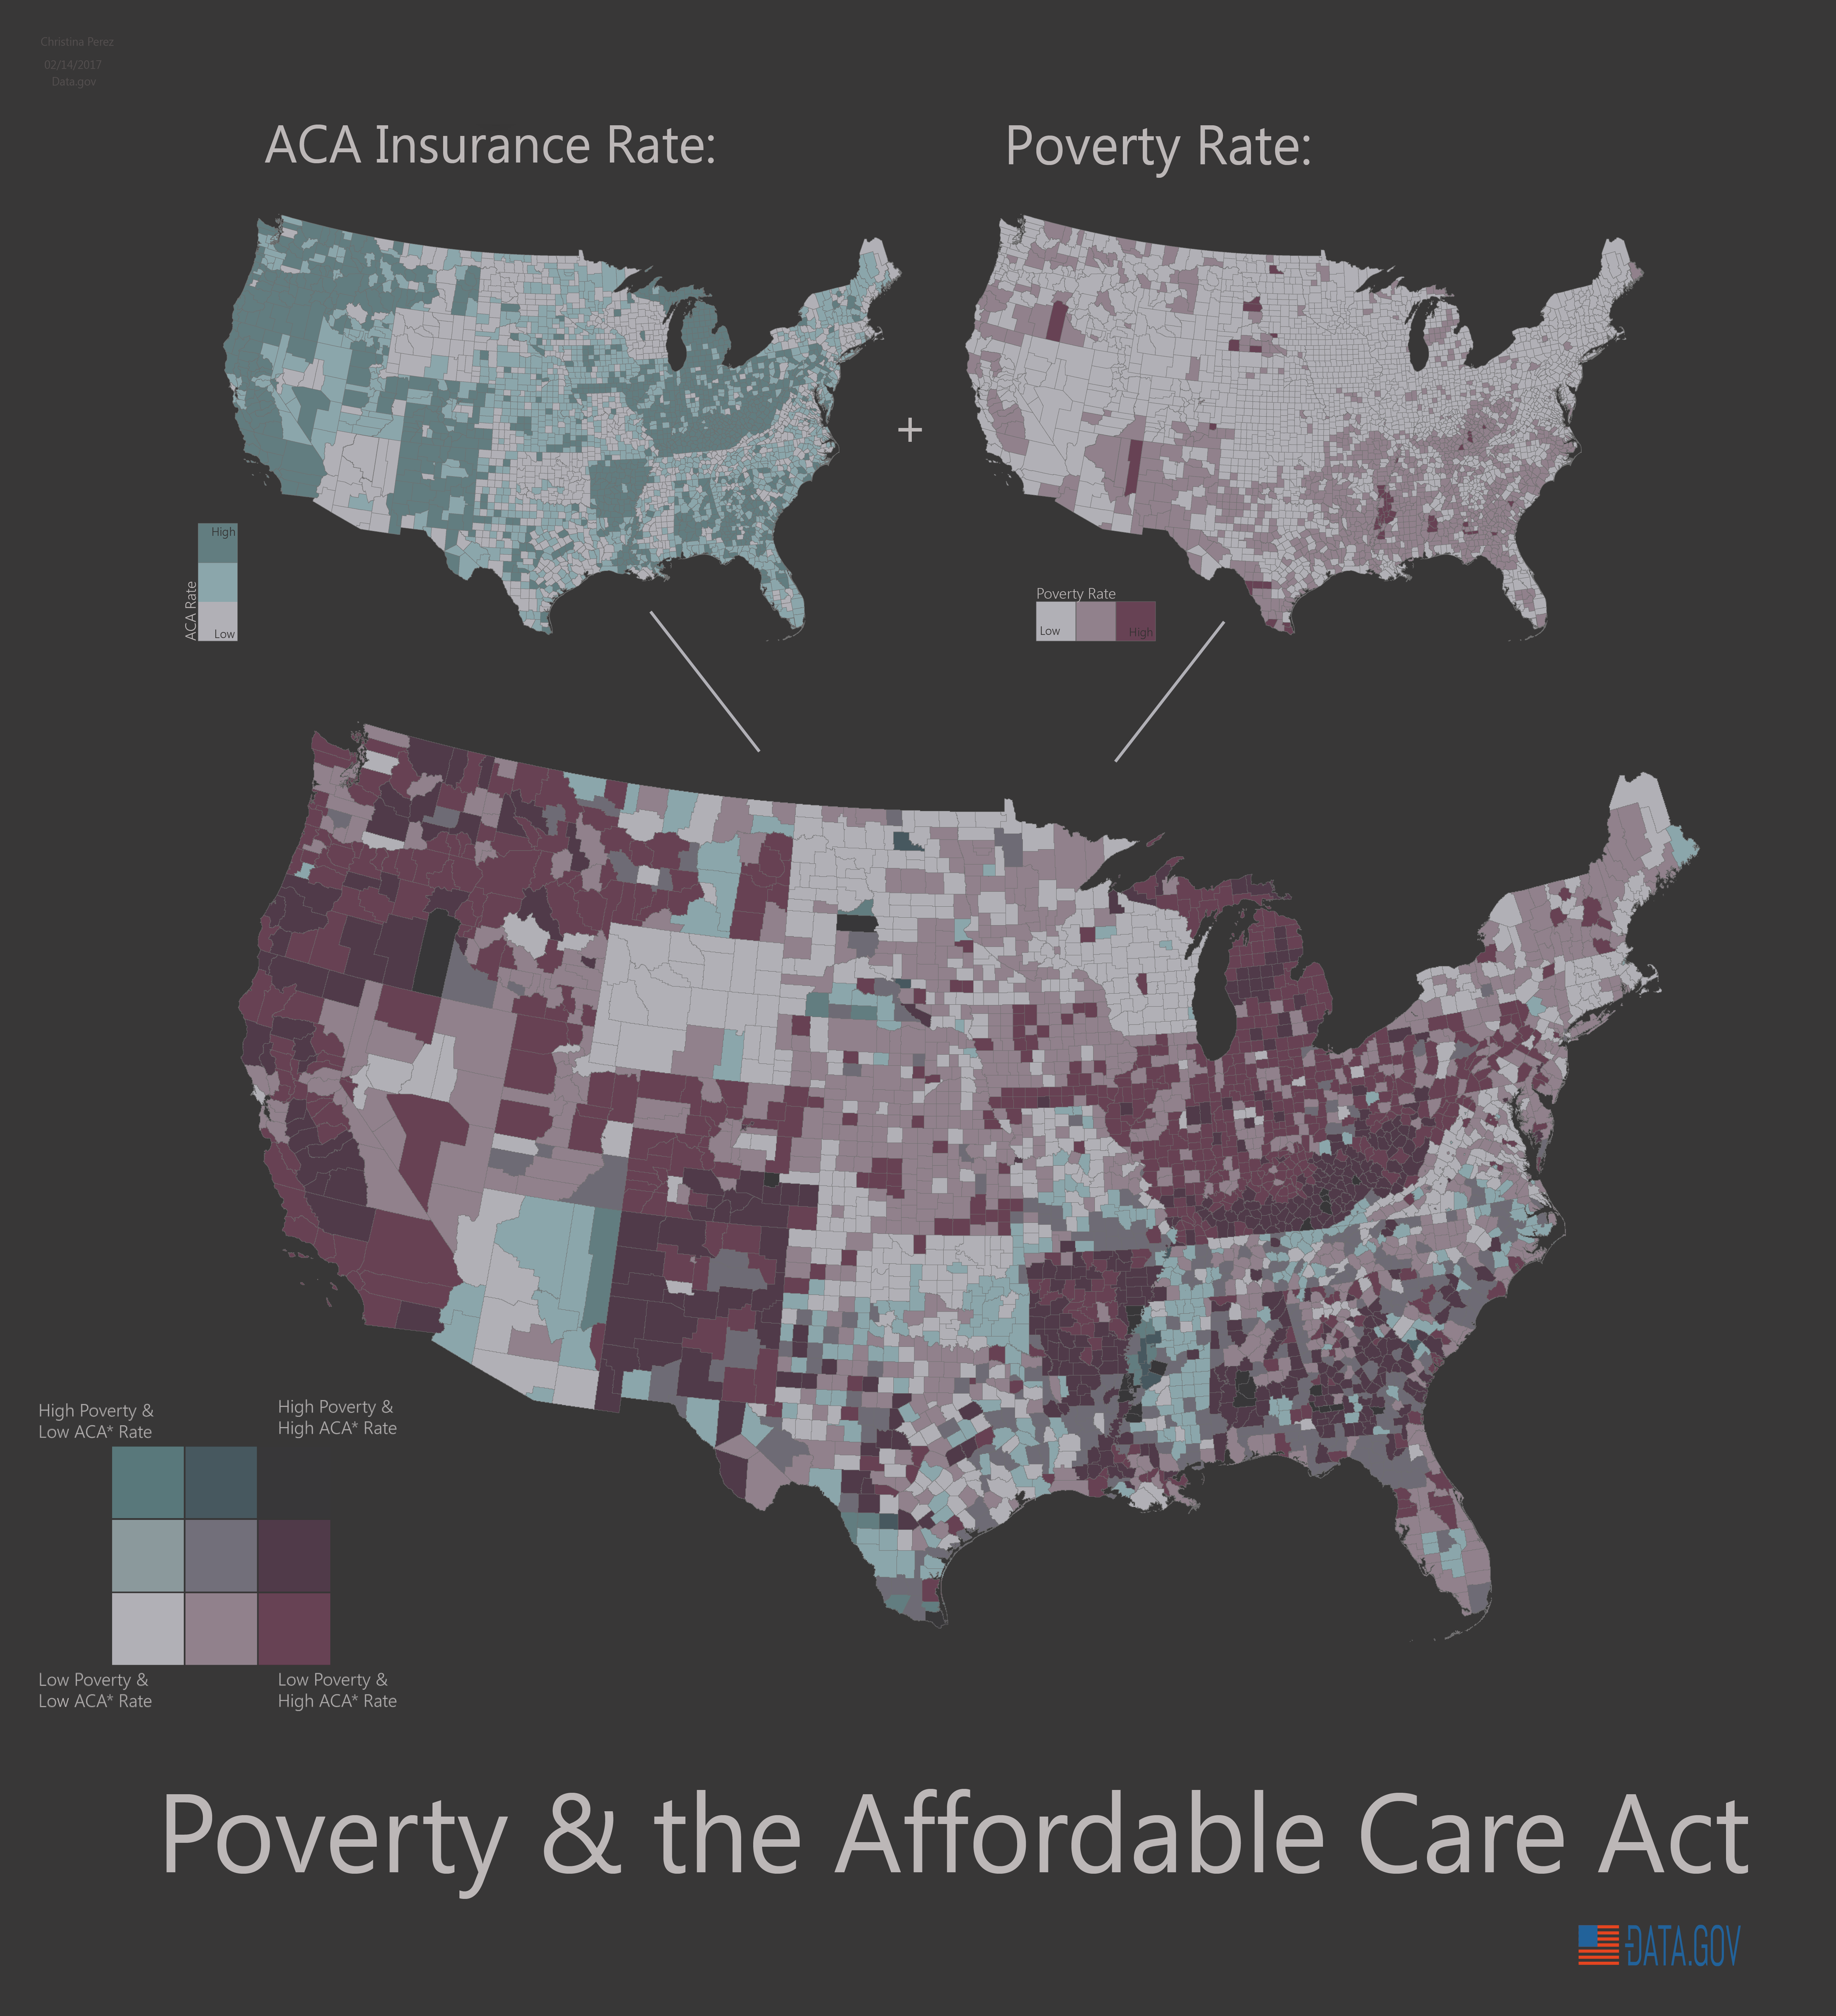 Christina Perez
02/14/2017
Data.gov
ACA Insurance Rate:
Poverty Rate:
+
High
ACA Rate
Low
Poverty Rate
Low
High
High Poverty &
Low ACA* Rate
High Poverty &
High ACA* Rate
Low Poverty &
Low ACA* Rate
Low Poverty &
High ACA* Rate
Poverty & the Affordable Care Act
DATA.GOV